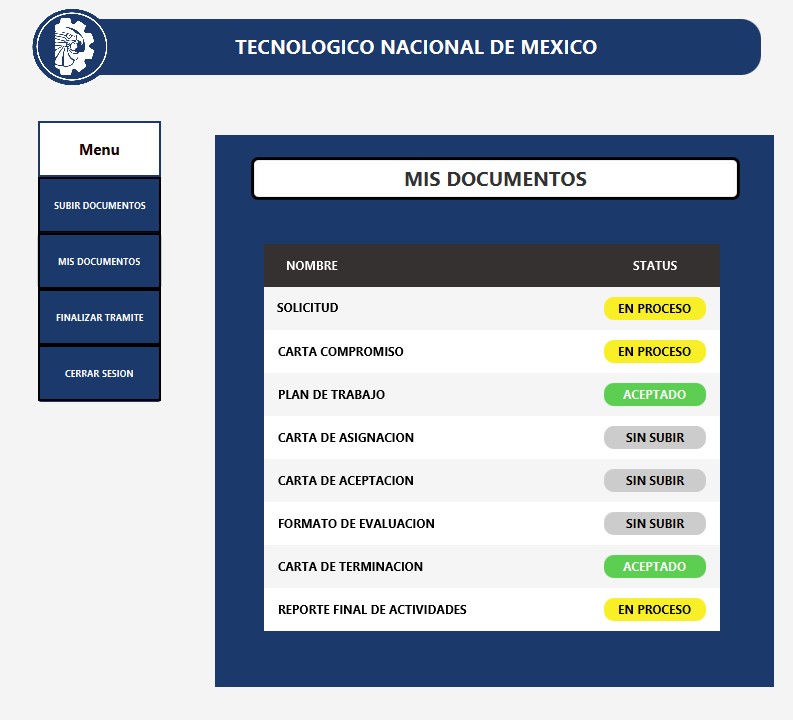 TECNOLOGICO NACIONAL DE MEXICO
Menu
SUBIR DOCUMENTOS
MIS DOCUMENTOS
FINALIZAR TRAMITE
CERRAR SESION
MIS DOCUMENTOS
NOMBRE STATUS
SOLICITUD EN PROCESO
CARTA COMPROMISO EN PROCESO
PLAN DE TRABAJO ACEPTADO
CARTA DE ASIGNACION SIN SUBIR
CARTA DE ACEPTACION SIN SUBIR
FORMATO DE EVALUACION SIN SUBIR
CARTA DE TERMINACION ACEPTADO
REPORTE FINAL DE ACTIVIDADES EN PROCESO